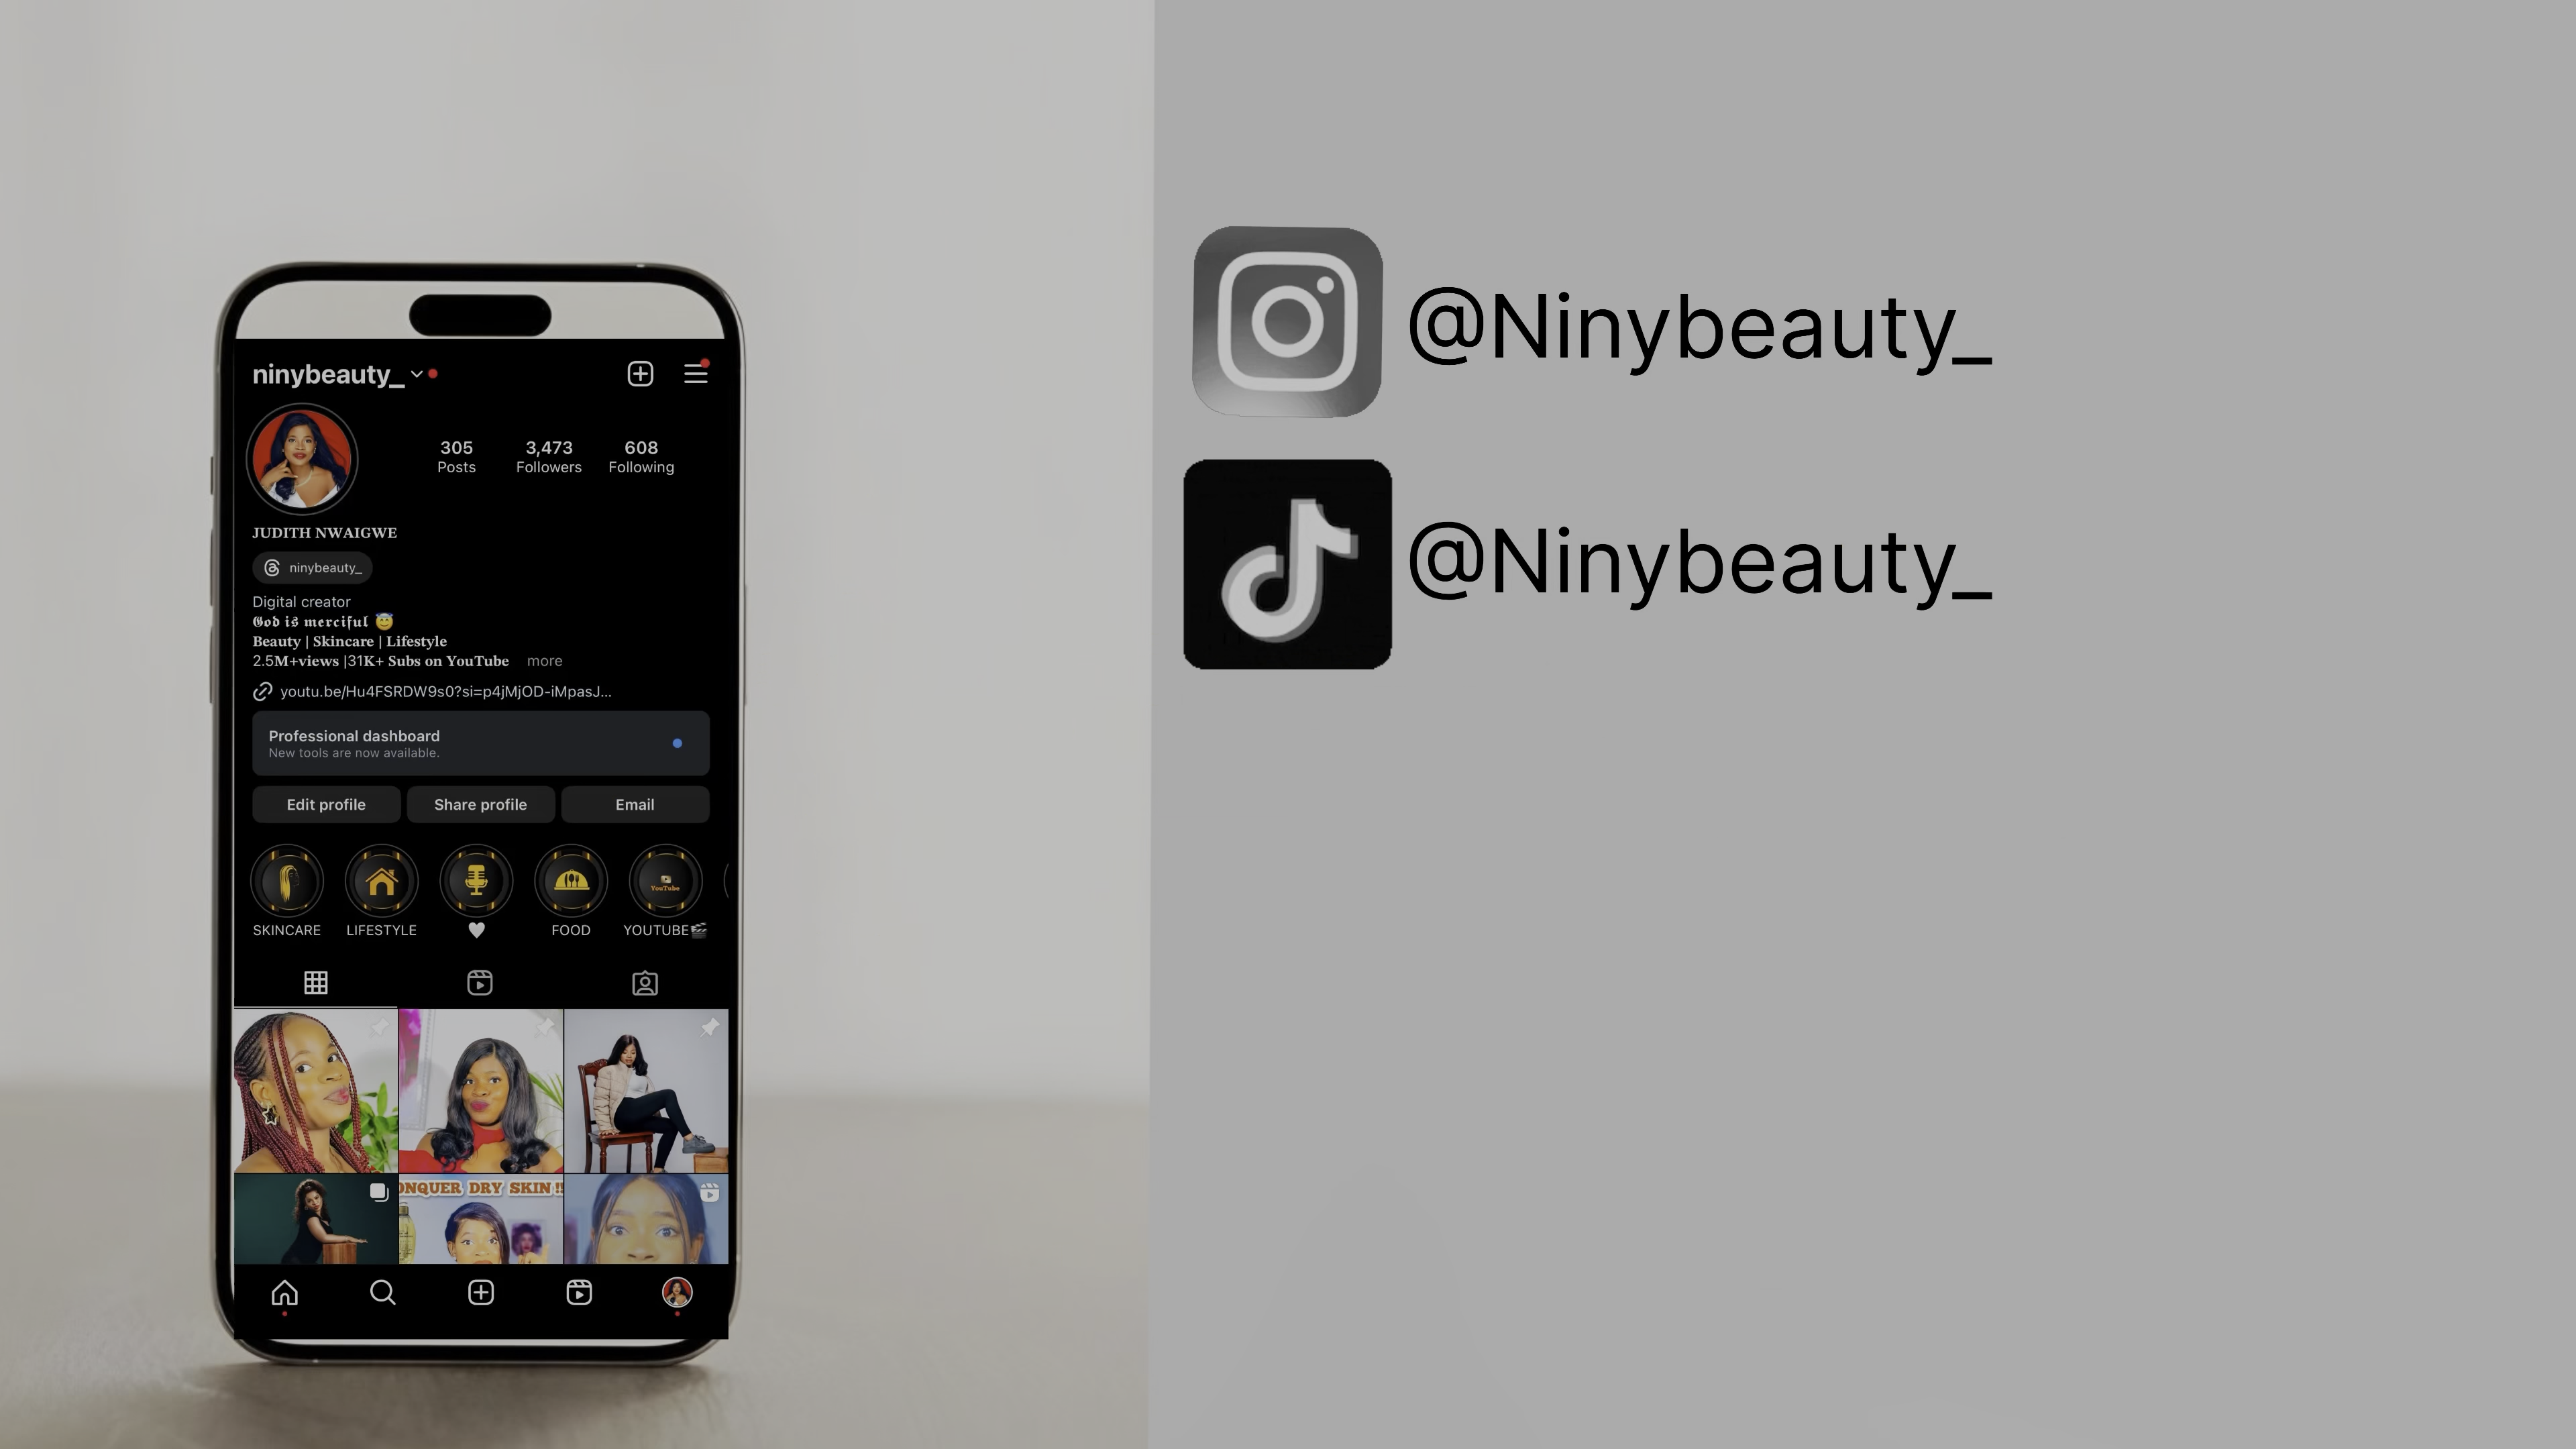 ninybeauty_
305 3,473 608
Posts Followers Following
JUDITH NWAIGWE
ninybeauty_
Digital creator
𝕲𝖔𝖉 𝖎𝖘 𝖒𝖊𝖗𝖈𝖎𝖋𝖚𝖑 😇
𝐁𝐞𝐚𝐮𝐭𝐲 | 𝐒𝐤𝐢𝐧𝐜𝐚𝐫𝐞 | 𝐋𝐢𝐟𝐞𝐬𝐭𝐲𝐥𝐞
2.5𝐌+𝐯𝐢𝐞𝐰𝐬 |31𝐊+ 𝐒𝐮𝐛𝐬 𝐨𝐧 𝐘𝐨𝐮𝐓𝐮𝐛𝐞 more
youtu.be/Hu4FSRDW9s0?si=p4jMjOD-iMpasJ...
Professional dashboard
New tools are now available.
Edit profile Share profile Email
YouTube
SKINCARE LIFESTYLE 🤍 FOOD YOUTUBE🎬
ONQUER DRY SKIN !!
@Ninybeauty_
@Ninybeauty_